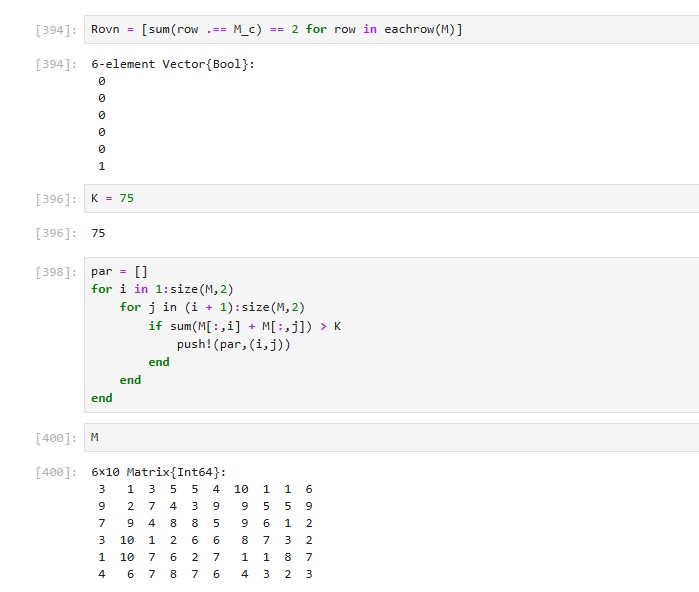 [394]: Rovn = [sum(row .== M_c) == 2 for row in eachrow(M)]
[394]: 6-element Vector{Bool}:
0
0
0
0
0
1
[396]: K = 75
[396]: 75
[398]: par = []
for i in 1:size(M,2)
    for j in (i + 1):size(M,2)
        if sum(M[:,i] + M[:,j]) > K
            push!(par,(i,j))
        end
    end
end
[400]: M
[400]: 6×10 Matrix{Int64}:
3   1  3  5  5  4  10  1  1  6
9   2  7  4  3  9   9  5  5  9
7   9  4  8  8  5   9  6  1  2
3  10  1  2  6  6   8  7  3  2
1  10  7  6  2  7   1  1  8  7
4   6  7  8  7  6   4  3  2  3